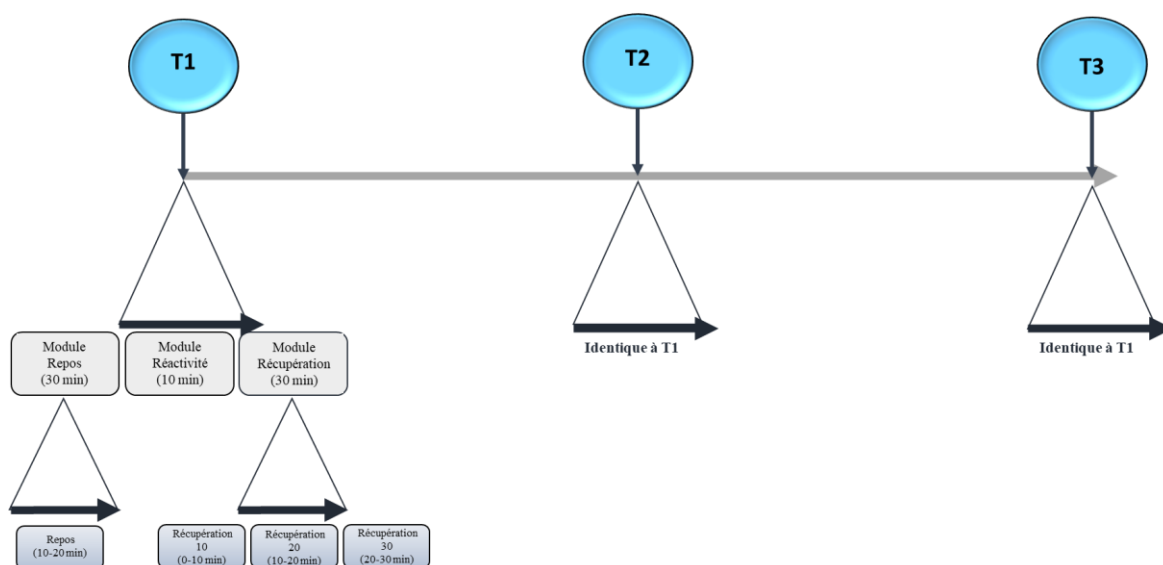 T1
T2
T3
Module
Repos
(30 min)
Module
Réactivité
(10 min)
Module
Récupération
(30 min)
Identique à T1
Identique à T1
Repos
(10-20 min)
Récupération
10
(0-10 min)
Récupération
20
(10-20 min)
Récupération
30
(20-30 min)